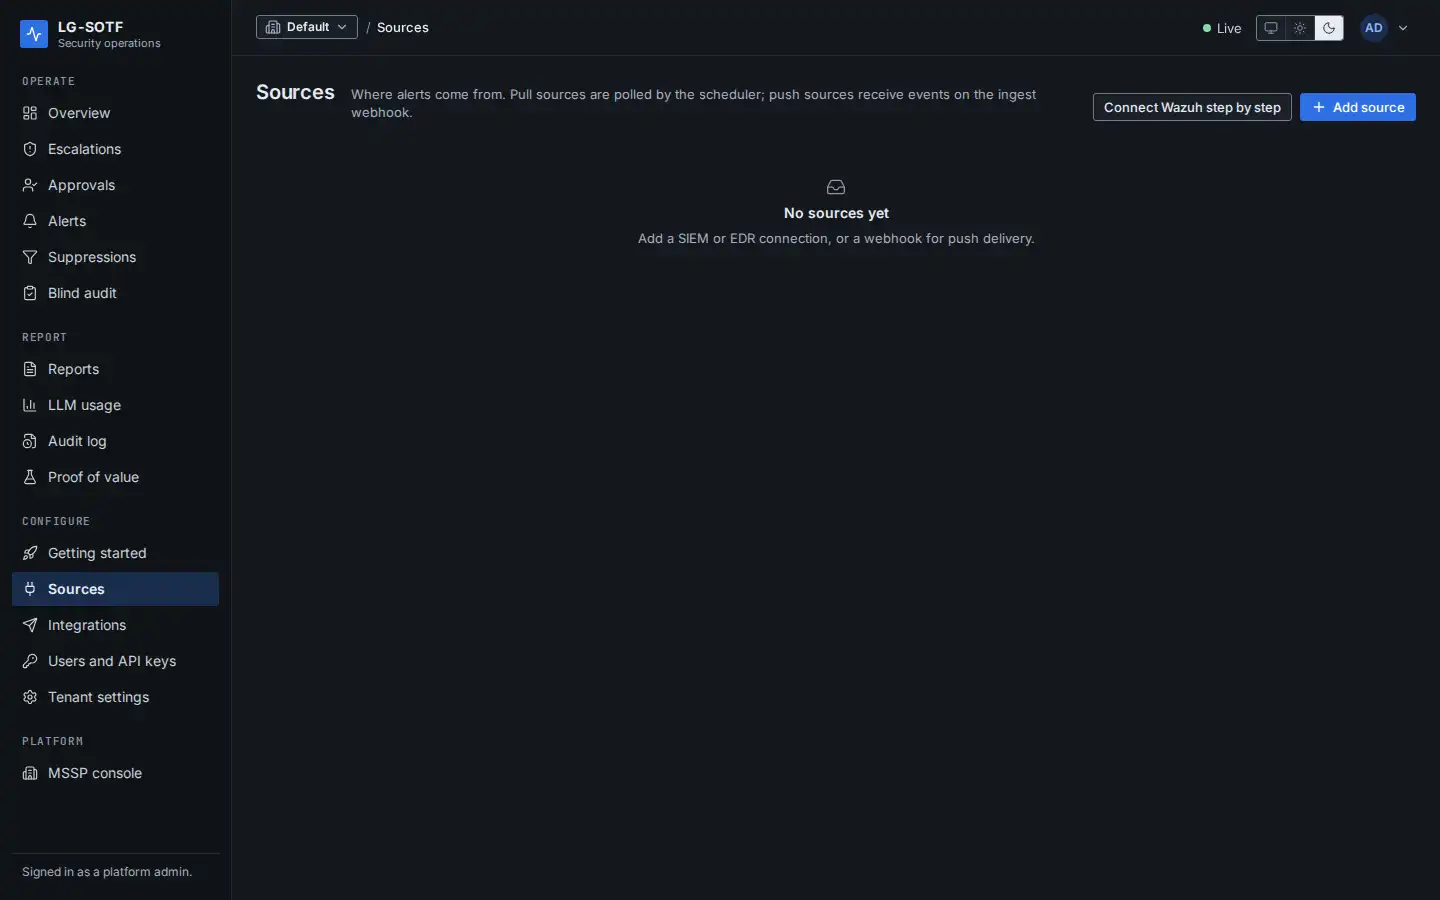 LG-SOTF
Security operations
OPERATE
Overview
Escalations
Approvals
Alerts
Suppressions
Blind audit
REPORT
Reports
LLM usage
Audit log
Proof of value
CONFIGURE
Getting started
Sources
Integrations
Users and API keys
Tenant settings
PLATFORM
MSSP console
Signed in as a platform admin.
Default / Sources
Live
AD
Sources
Where alerts come from. Pull sources are polled by the scheduler; push sources receive events on the ingest
webhook.
Connect Wazuh step by step
Add source
No sources yet
Add a SIEM or EDR connection, or a webhook for push delivery.